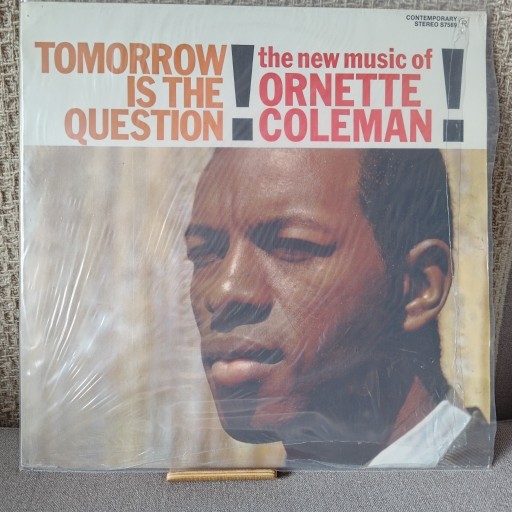 CONTEMPORARY
STEREO S7569
TOMORROW
IS THE
QUESTION!
the new music of
ORNETTE
COLEMAN!